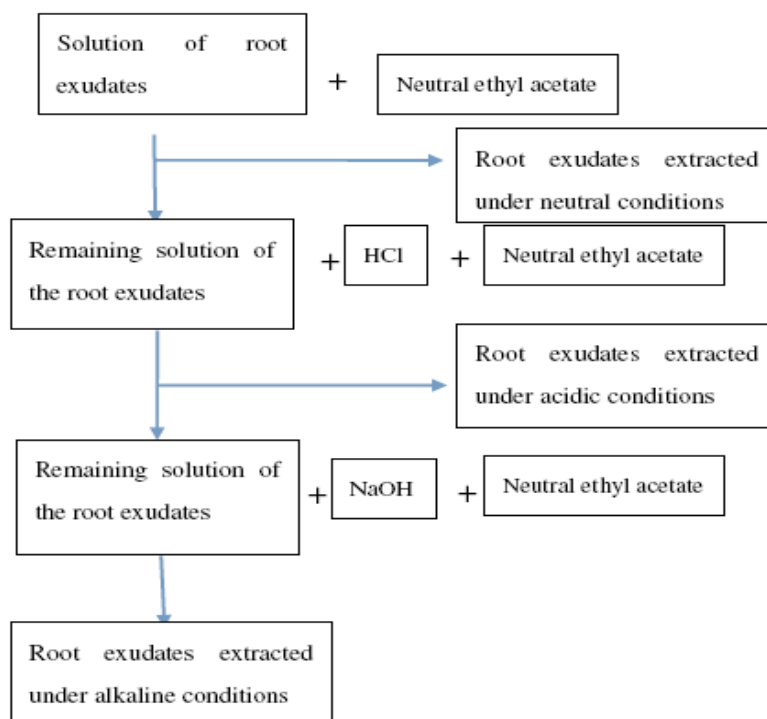 Solution of root
exudates
+
Neutral ethyl acetate
Root exudates extracted
under neutral conditions
Remaining solution of
the root exudates
+
HCl
+
Neutral ethyl acetate
Root exudates extracted
under acidic conditions
Remaining solution of
the root exudates
+
NaOH
+
Neutral ethyl acetate
Root exudates extracted
under alkaline conditions